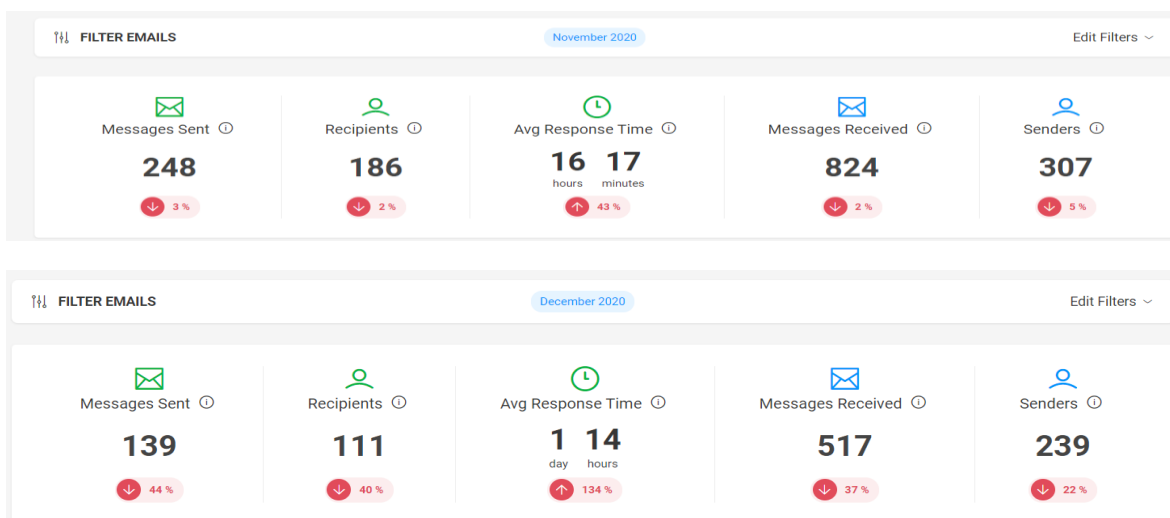 FILTER EMAILS November 2020 Edit Filters
Messages Sent Recipients Avg Response Time Messages Received Senders
248 186 16 17 824 307
hours minutes
3 % 2 % 43 % 2 % 5 %
FILTER EMAILS December 2020 Edit Filters
Messages Sent Recipients Avg Response Time Messages Received Senders
139 111 1 14 517 239
day hours
44 % 40 % 134 % 37 % 22 %